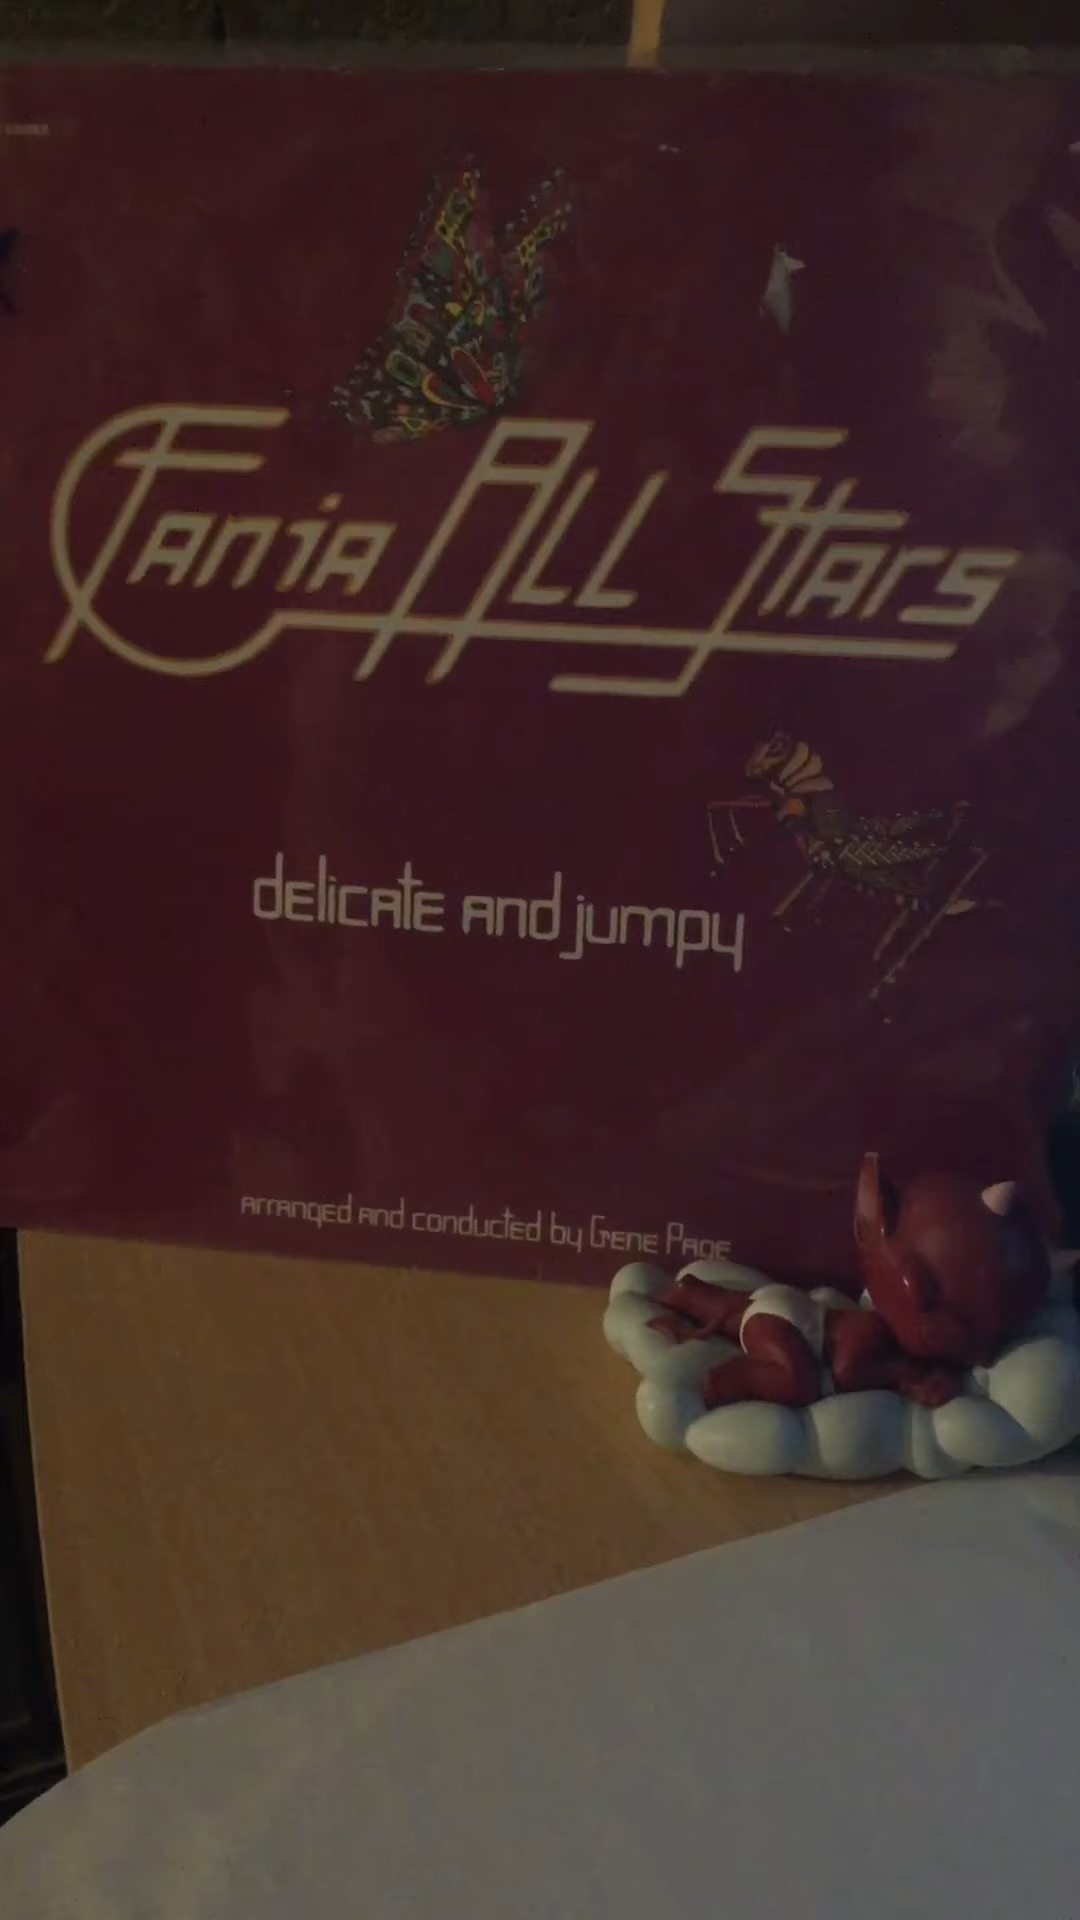 Fania All Stars
delicate and jumpy
arranged and conducted by Gene Page